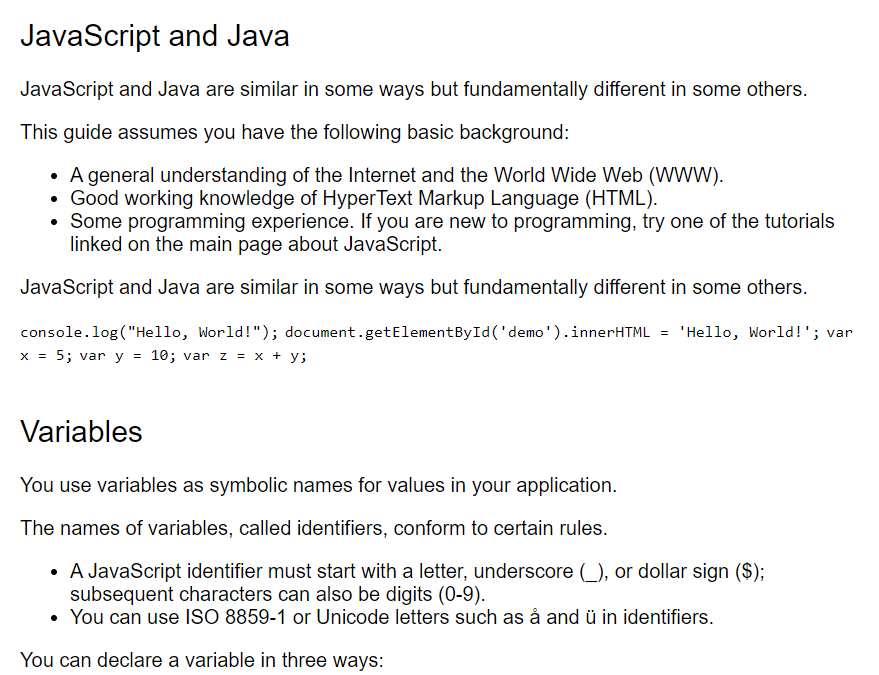 JavaScript and Java
JavaScript and Java are similar in some ways but fundamentally different in some others.
This guide assumes you have the following basic background:
• A general understanding of the Internet and the World Wide Web (WWW).
• Good working knowledge of HyperText Markup Language (HTML).
• Some programming experience. If you are new to programming, try one of the tutorials
linked on the main page about JavaScript.
JavaScript and Java are similar in some ways but fundamentally different in some others.
console.log("Hello, World!"); document.getElementById('demo').innerHTML = 'Hello, World!'; var
x = 5; var y = 10; var z = x + y;
Variables
You use variables as symbolic names for values in your application.
The names of variables, called identifiers, conform to certain rules.
• A JavaScript identifier must start with a letter, underscore (_), or dollar sign ($);
subsequent characters can also be digits (0-9).
• You can use ISO 8859-1 or Unicode letters such as å and ü in identifiers.
You can declare a variable in three ways: